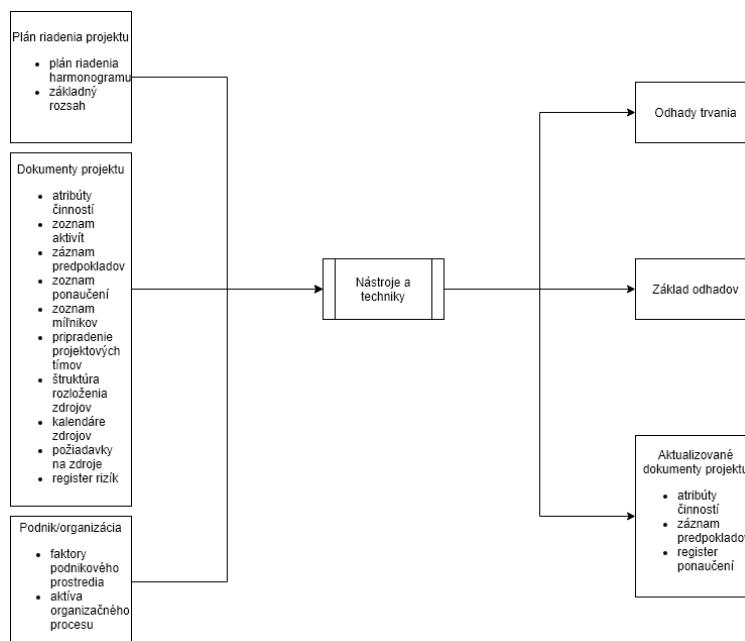 Plán riadenia projektu
plán riadenia
harmonogramu
základný
rozsah
Dokumenty projektu
atribúty
činností
zoznam
aktivít
záznam
predpokladov
zoznam
ponaučení
zoznam
míľnikov
pripradenie
projektových
tímov
štruktúra
rozloženia
zdrojov
kalendáre
zdrojov
požiadavky
na zdroje
register rizík
Podnik/organizácia
faktory
podnikového
prostredia
aktíva
organizačného
procesu
Nástroje a
techniky
Odhady trvania
Základ odhadov
Aktualizované
dokumenty projektu
atribúty
činností
záznam
predpokladov
register
ponaučení